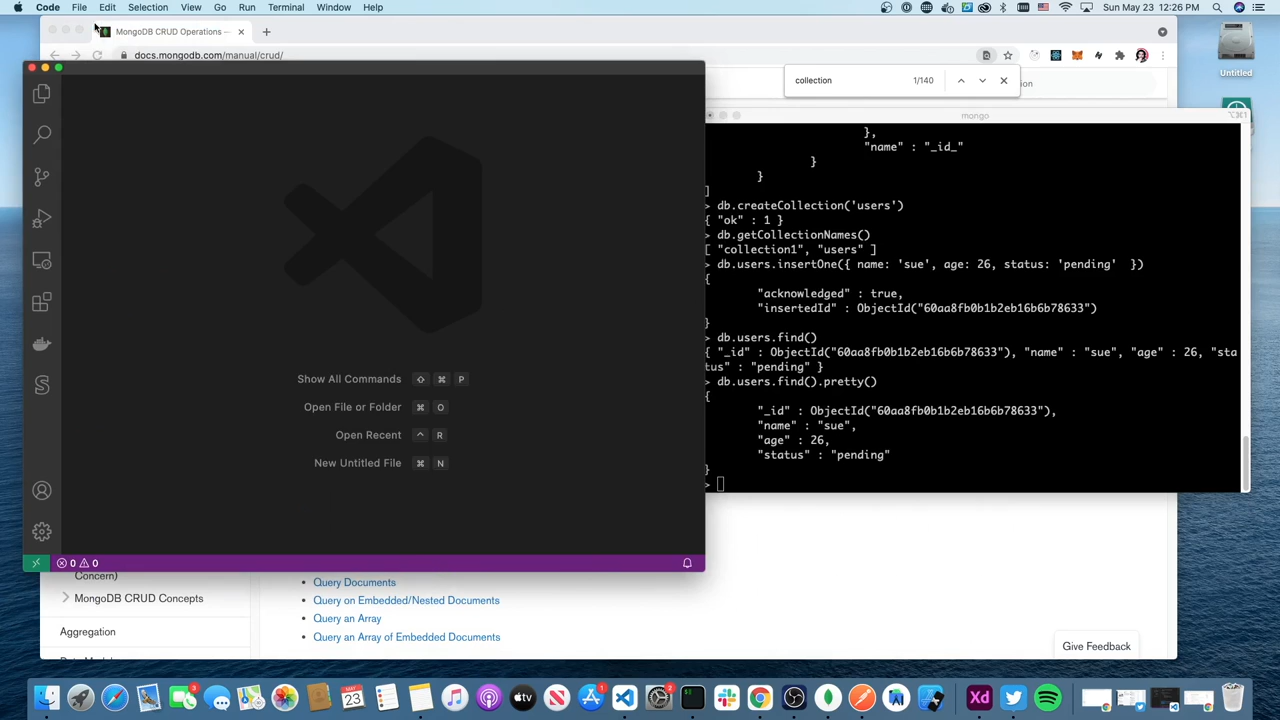 Code File Edit Selection View Go Run Terminal Window Help
Sun May 23 12:26 PM
MongoDB CRUD Operations —
docs.mongodb.com/manual/crud/
collection 1/140
Untitled
mongo
⌥⌘1
},
"name" : "_id_"
}
}
]
> db.createCollection('users')
{ "ok" : 1 }
> db.getCollectionNames()
[ "collection1", "users" ]
> db.users.insertOne({ name: 'sue', age: 26, status: 'pending'  })
{
"acknowledged" : true,
"insertedId" : ObjectId("60aa8fb0b1b2eb16b6b78633")
}
> db.users.find()
{ "_id" : ObjectId("60aa8fb0b1b2eb16b6b78633"), "name" : "sue", "age" : 26, "sta
tus" : "pending" }
> db.users.find().pretty()
{
"_id" : ObjectId("60aa8fb0b1b2eb16b6b78633"),
"name" : "sue",
"age" : 26,
"status" : "pending"
}
>
Show All Commands ⇧ ⌘ P
Open File or Folder ⌘ O
Open Recent ^ R
New Untitled File ⌘ N
0 0
Concern)
MongoDB CRUD Concepts
Aggregation
Query Documents
Query on Embedded/Nested Documents
Query an Array
Query an Array of Embedded Documents
Give Feedback